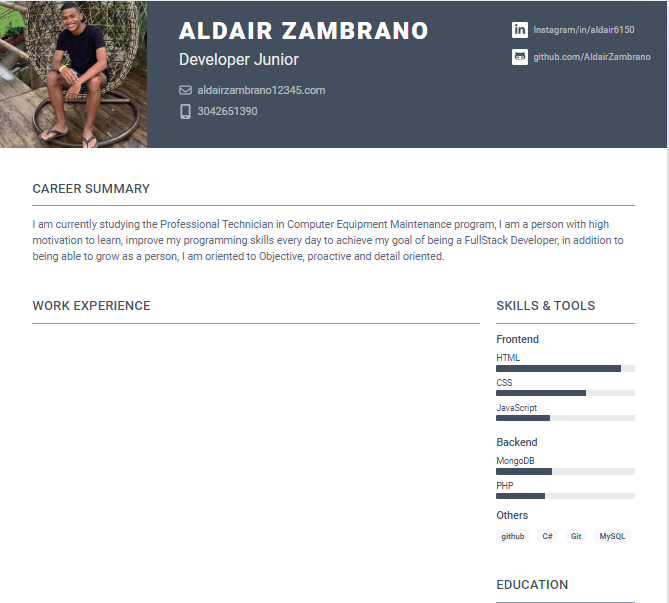 ALDAIR ZAMBRANO
Developer Junior
aldairzambrano12345.com
3042651390
Instagram/in/aldair6150
github.com/AldairZambrano
CAREER SUMMARY
I am currently studying the Professional Technician in Computer Equipment Maintenance program, I am a person with high
motivation to learn, improve my programming skills every day to achieve my goal of being a FullStack Developer, in addition to
being able to grow as a person, I am oriented to Objective, proactive and detail oriented.
WORK EXPERIENCE
SKILLS & TOOLS
Frontend
HTML
CSS
JavaScript
Backend
MongoDB
PHP
Others
github C# Git MySQL
EDUCATION